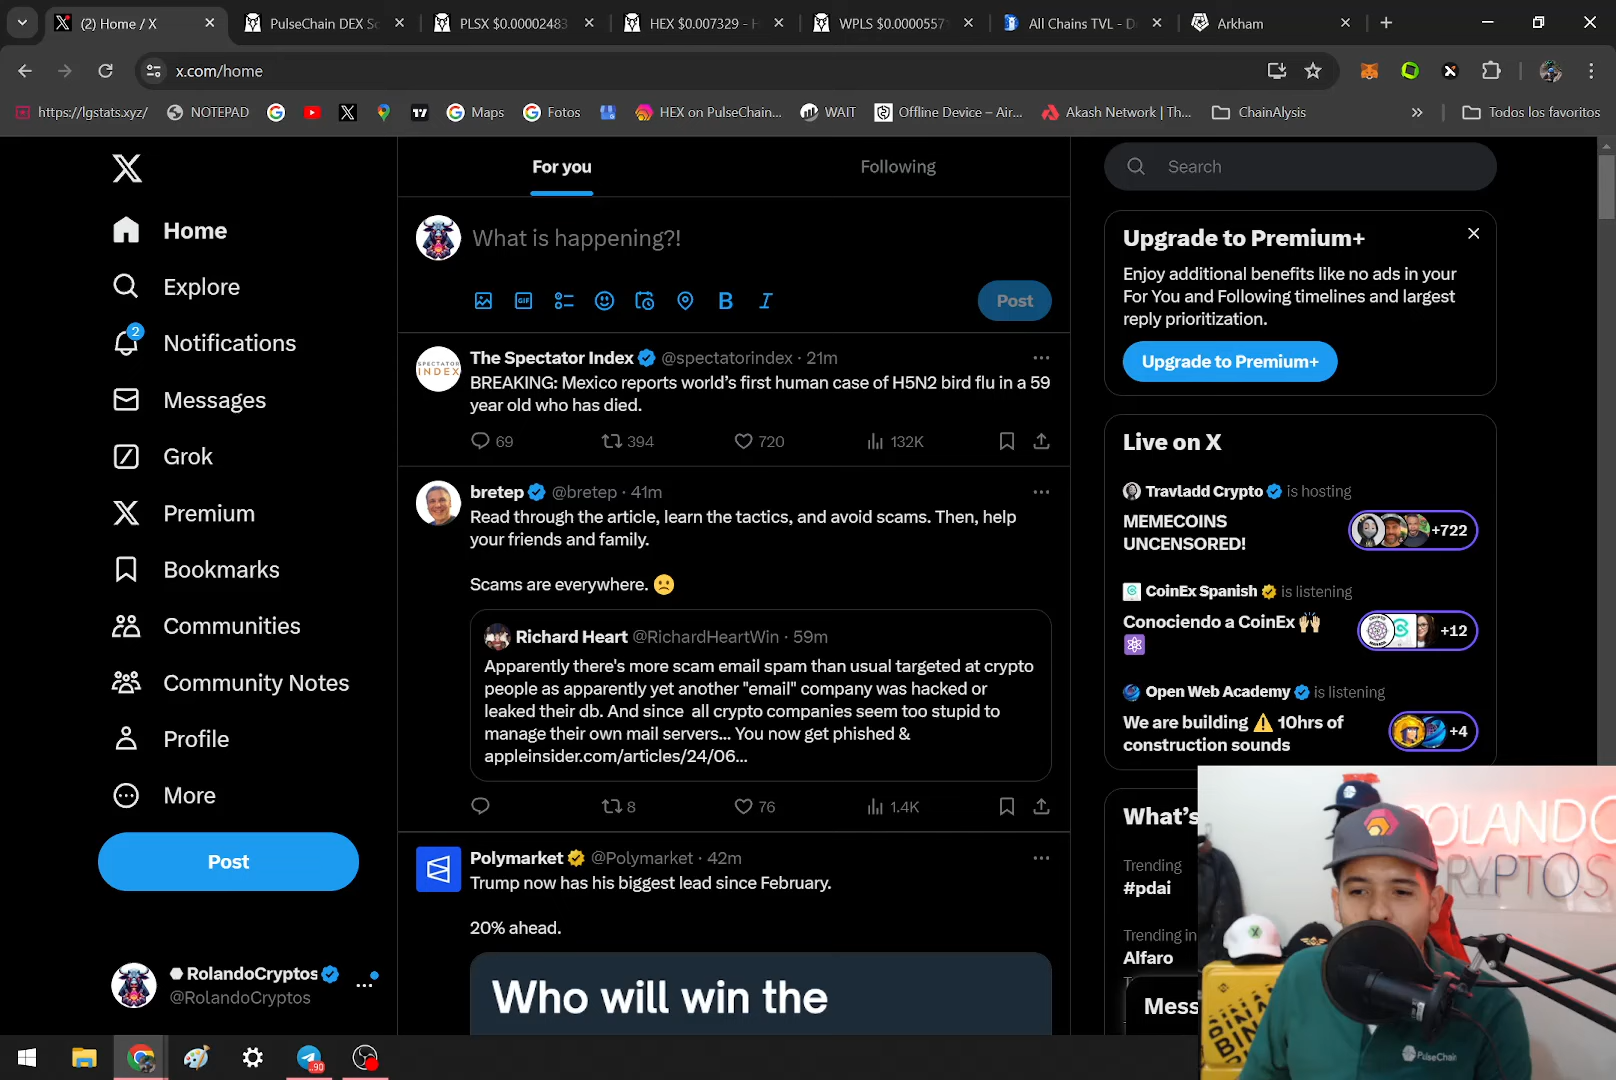 (2) Home / X
PulseChain DEX Sc
PLSX $0.00002483
HEX $0.007329 - H
WPLS $0.0000557
All Chains TVL - D
Arkham
x.com/home
https://lgstats.xyz/
NOTEPAD
Maps
Fotos
HEX on PulseChain...
WAIT
Offline Device – Air...
Akash Network | Th...
ChainAlysis
»
Todos los favoritos
Home
Explore
2
Notifications
Messages
Grok
Premium
Bookmarks
Communities
Community Notes
Profile
More
Post
RolandoCryptos
@RolandoCryptos
For you
Following
What is happening?!
GIF
B I
Post
SPECTATOR
INDEX
The Spectator Index @spectatorindex · 21m
BREAKING: Mexico reports world’s first human case of H5N2 bird flu in a 59
year old who has died.
69 394 720 132K
bretep @bretep · 41m
Read through the article, learn the tactics, and avoid scams. Then, help
your friends and family.
Scams are everywhere. 🙁
Richard Heart @RichardHeartWin · 59m
Apparently there's more scam email spam than usual targeted at crypto
people as apparently yet another "email" company was hacked or
leaked their db. And since all crypto companies seem too stupid to
manage their own mail servers... You now get phished &
appleinsider.com/articles/24/06...
8 76 1.4K
Polymarket @Polymarket · 42m
Trump now has his biggest lead since February.
20% ahead.
Who will win the
Search
Upgrade to Premium+
Enjoy additional benefits like no ads in your
For You and Following timelines and largest
reply prioritization.
Upgrade to Premium+
Live on X
Travladd Crypto is hosting
MEMECOINS
UNCENSORED!
+722
CoinEx Spanish is listening
Conociendo a CoinEx 🙌🏻
⚛️
+12
Open Web Academy is listening
We are building ⚠️ 10hrs of
construction sounds
+4
What’s
Trending
#pdai
Trending in
Alfaro
Mess
ROLANDO
CRYPTOS
PulseChain
90